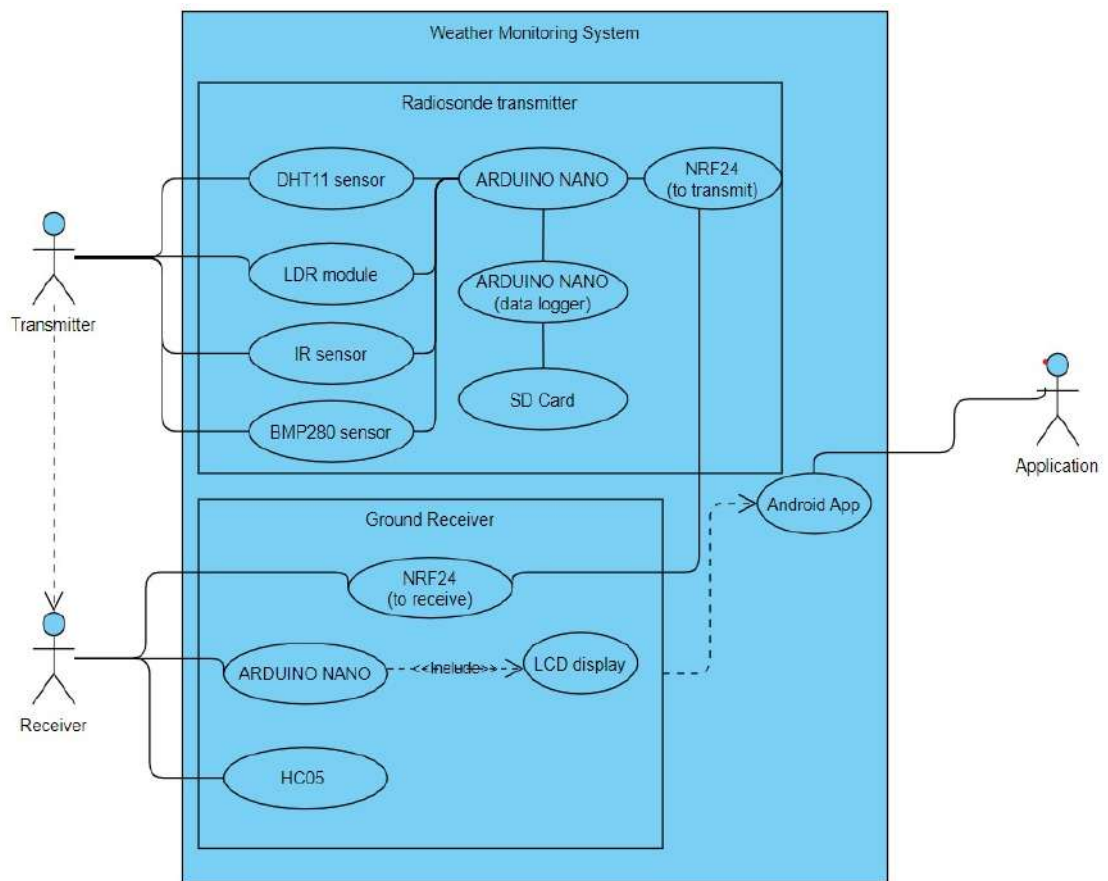 Weather Monitoring System
Radiosonde transmitter
DHT11 sensor
ARDUINO NANO
NRF24
(to transmit)
LDR module
ARDUINO NANO
(data logger)
Transmitter
IR sensor
SD Card
BMP280 sensor
Application
Android App
Ground Receiver
NRF24
(to receive)
ARDUINO NANO
<<Include>>
LCD display
Receiver
HC05